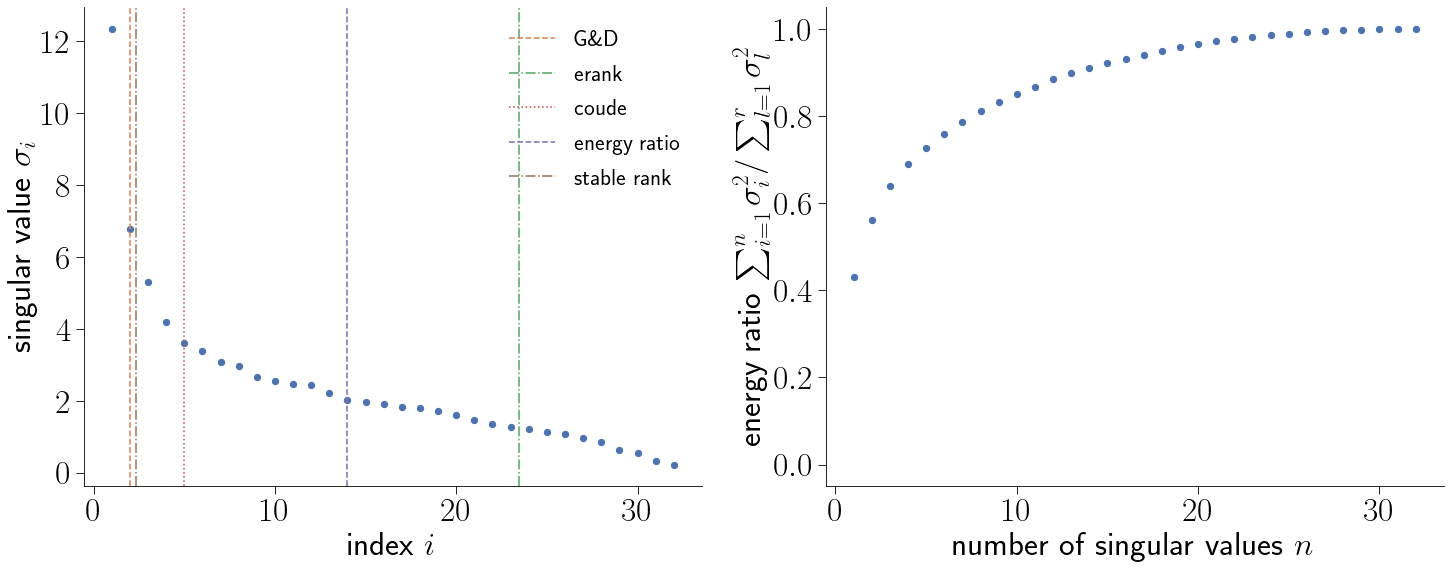 singular value σ_i
12
10
8
6
4
2
0
0 10 20 30
index i
G&D
erank
coude
energy ratio
stable rank
energy ratio ∑_{i=1}^{n} σ_i^2 / ∑_{l=1}^{r} σ_l^2
1.0
0.8
0.6
0.4
0.2
0.0
0 10 20 30
number of singular values n